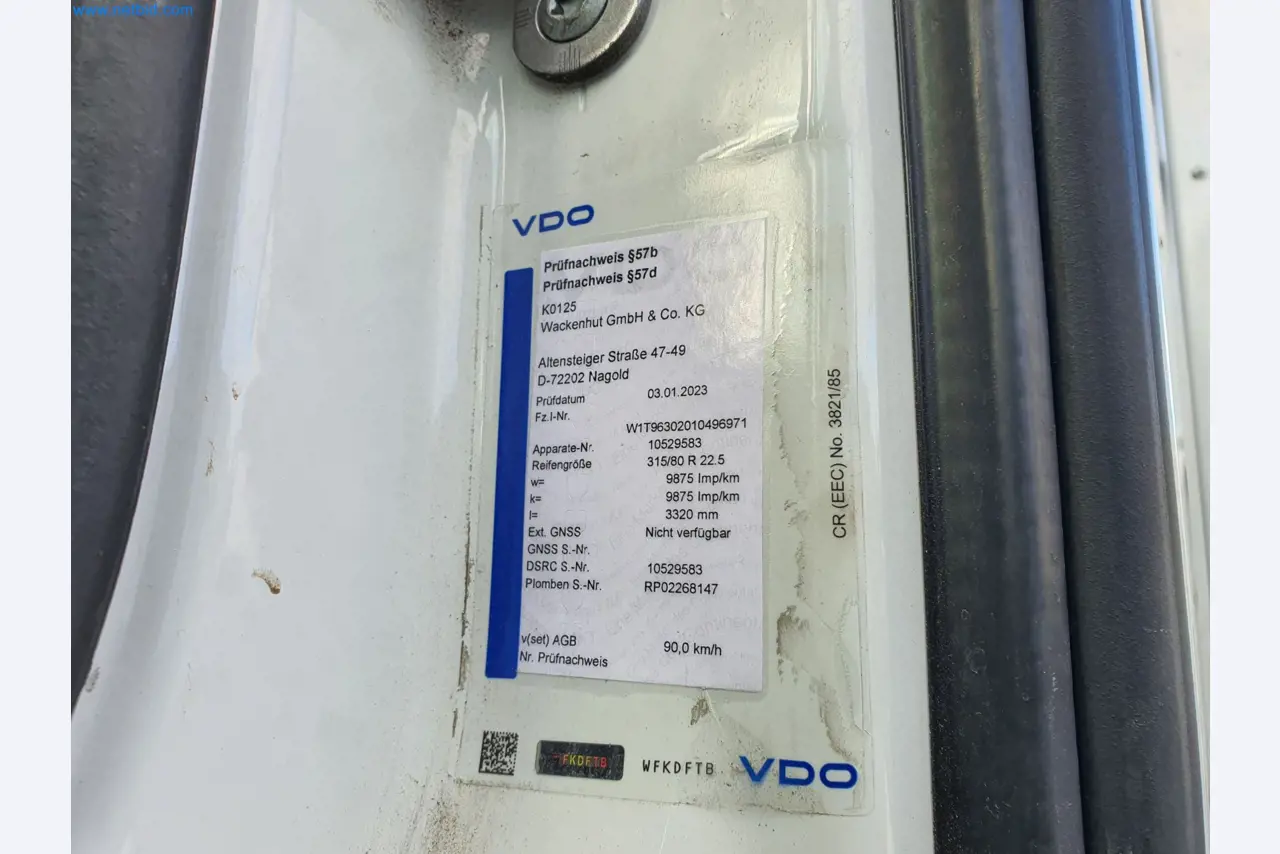 VDO
Prüfnachweis §57b
Prüfnachweis §57d
K0125
Wackenhut GmbH & Co. KG
Altensteiger Straße 47-49
D-72202 Nagold
Prüfdatum 03.01.2023
Fz.I-Nr.
W1T96302010496971
Apparate-Nr. 10529583
Reifengröße 315/80 R 22.5
w= 9875 Imp/km
k= 9875 Imp/km
l= 3320 mm
Ext. GNSS Nicht verfügbar
GNSS S.-Nr.
DSRC S.-Nr. 10529583
Plomben S.-Nr. RP02268147
v(set) AGB 90,0 km/h
Nr. Prüfnachweis
CR (EEC) No. 3821/85
FKDFTB
WFKDFTB
VDO